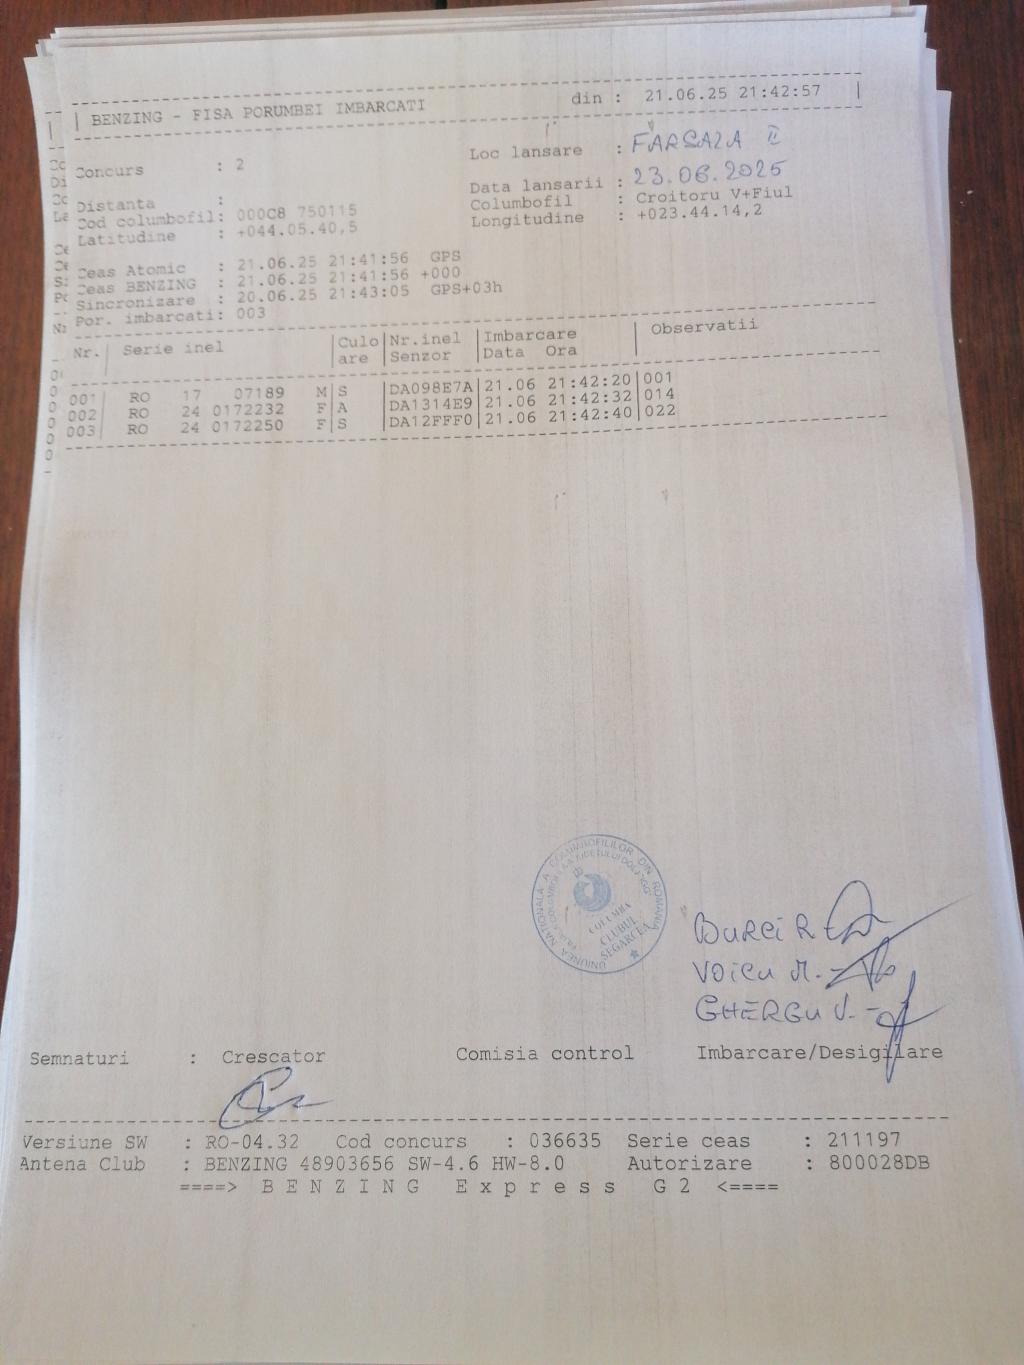 BENZING - FISA PORUMBEI IMBARCATI din : 21.06.25 21:42:57
Concurs : 2 Loc lansare : FARSALA II
Data lansarii : 23.06.2025
Distanta : Columbofil : Croitoru V+Fiul
Cod columbofil: 000C8 750115 Longitudine : +023.44.14,2
Latitudine : +044.05.40,5
Ceas Atomic : 21.06.25 21:41:56 GPS
Ceas BENZING : 21.06.25 21:41:56 +000
Sincronizare : 20.06.25 21:43:05 GPS+03h
Por. imbarcati: 003
Nr.| Serie inel |Culo|Nr.inel |Imbarcare | Observatii
|are |Senzor |Data Ora |
001| RO 17 07189 M|S |DA098E7A|21.06 21:42:20|001
002| RO 24 0172232 F|A |DA1314E9|21.06 21:42:32|014
003| RO 24 0172250 F|S |DA12FFF0|21.06 21:42:40|022
UNIUNEA NATIONALA A COLUMBOFILILOR DIN ROMANIA
COLUMBA
CLUBUL
SEGARCEA
BURCI R
VOICU M.
GHERGU V.
Semnaturi : Crescator Comisia control Imbarcare/Desigilare
Versiune SW : RO-04.32 Cod concurs : 036635 Serie ceas : 211197
Antena Club : BENZING 48903656 SW-4.6 HW-8.0 Autorizare : 800028DB
====> B E N Z I N G E x p r e s s G 2 <====